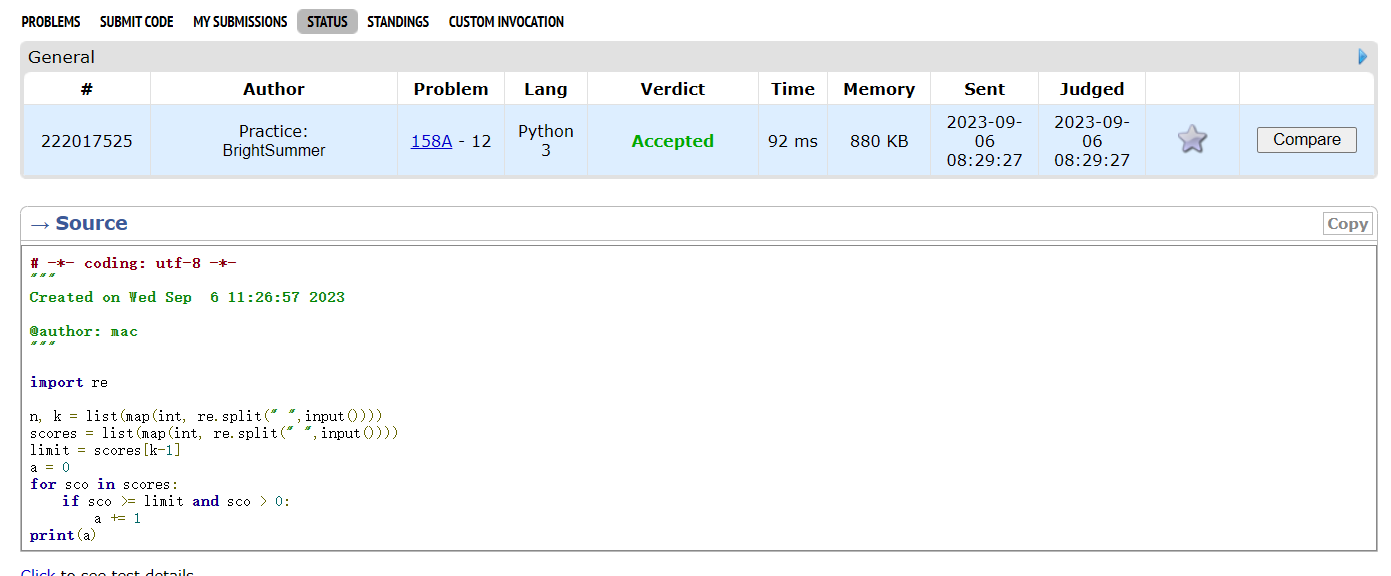 PROBLEMS SUBMIT CODE MY SUBMISSIONS STATUS STANDINGS CUSTOM INVOCATION
General
# Author Problem Lang Verdict Time Memory Sent Judged
222017525 Practice: BrightSummer 158A - 12 Python 3 Accepted 92 ms 880 KB 2023-09-06 08:29:27 2023-09-06 08:29:27 Compare
→ Source Copy
# -*- coding: utf-8 -*-
"""
Created on Wed Sep  6 11:26:57 2023
@author: mac
"""
import re
n, k = list(map(int, re.split(" ",input())))
scores = list(map(int, re.split(" ",input())))
limit = scores[k-1]
a = 0
for sco in scores:
    if sco >= limit and sco > 0:
        a += 1
print(a)
Click to see test details